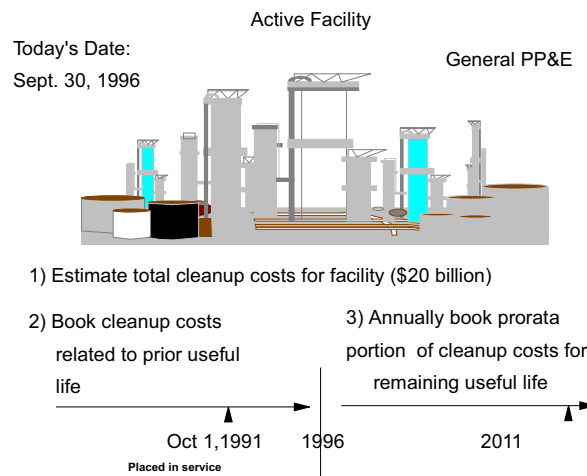 Active Facility
Today's Date:
Sept. 30, 1996
General PP&E
1) Estimate total cleanup costs for facility ($20 billion)
2) Book cleanup costs
related to prior useful
life
3) Annually book prorata
portion of cleanup costs for
remaining useful life
Oct 1,1991
1996
2011
Placed in service